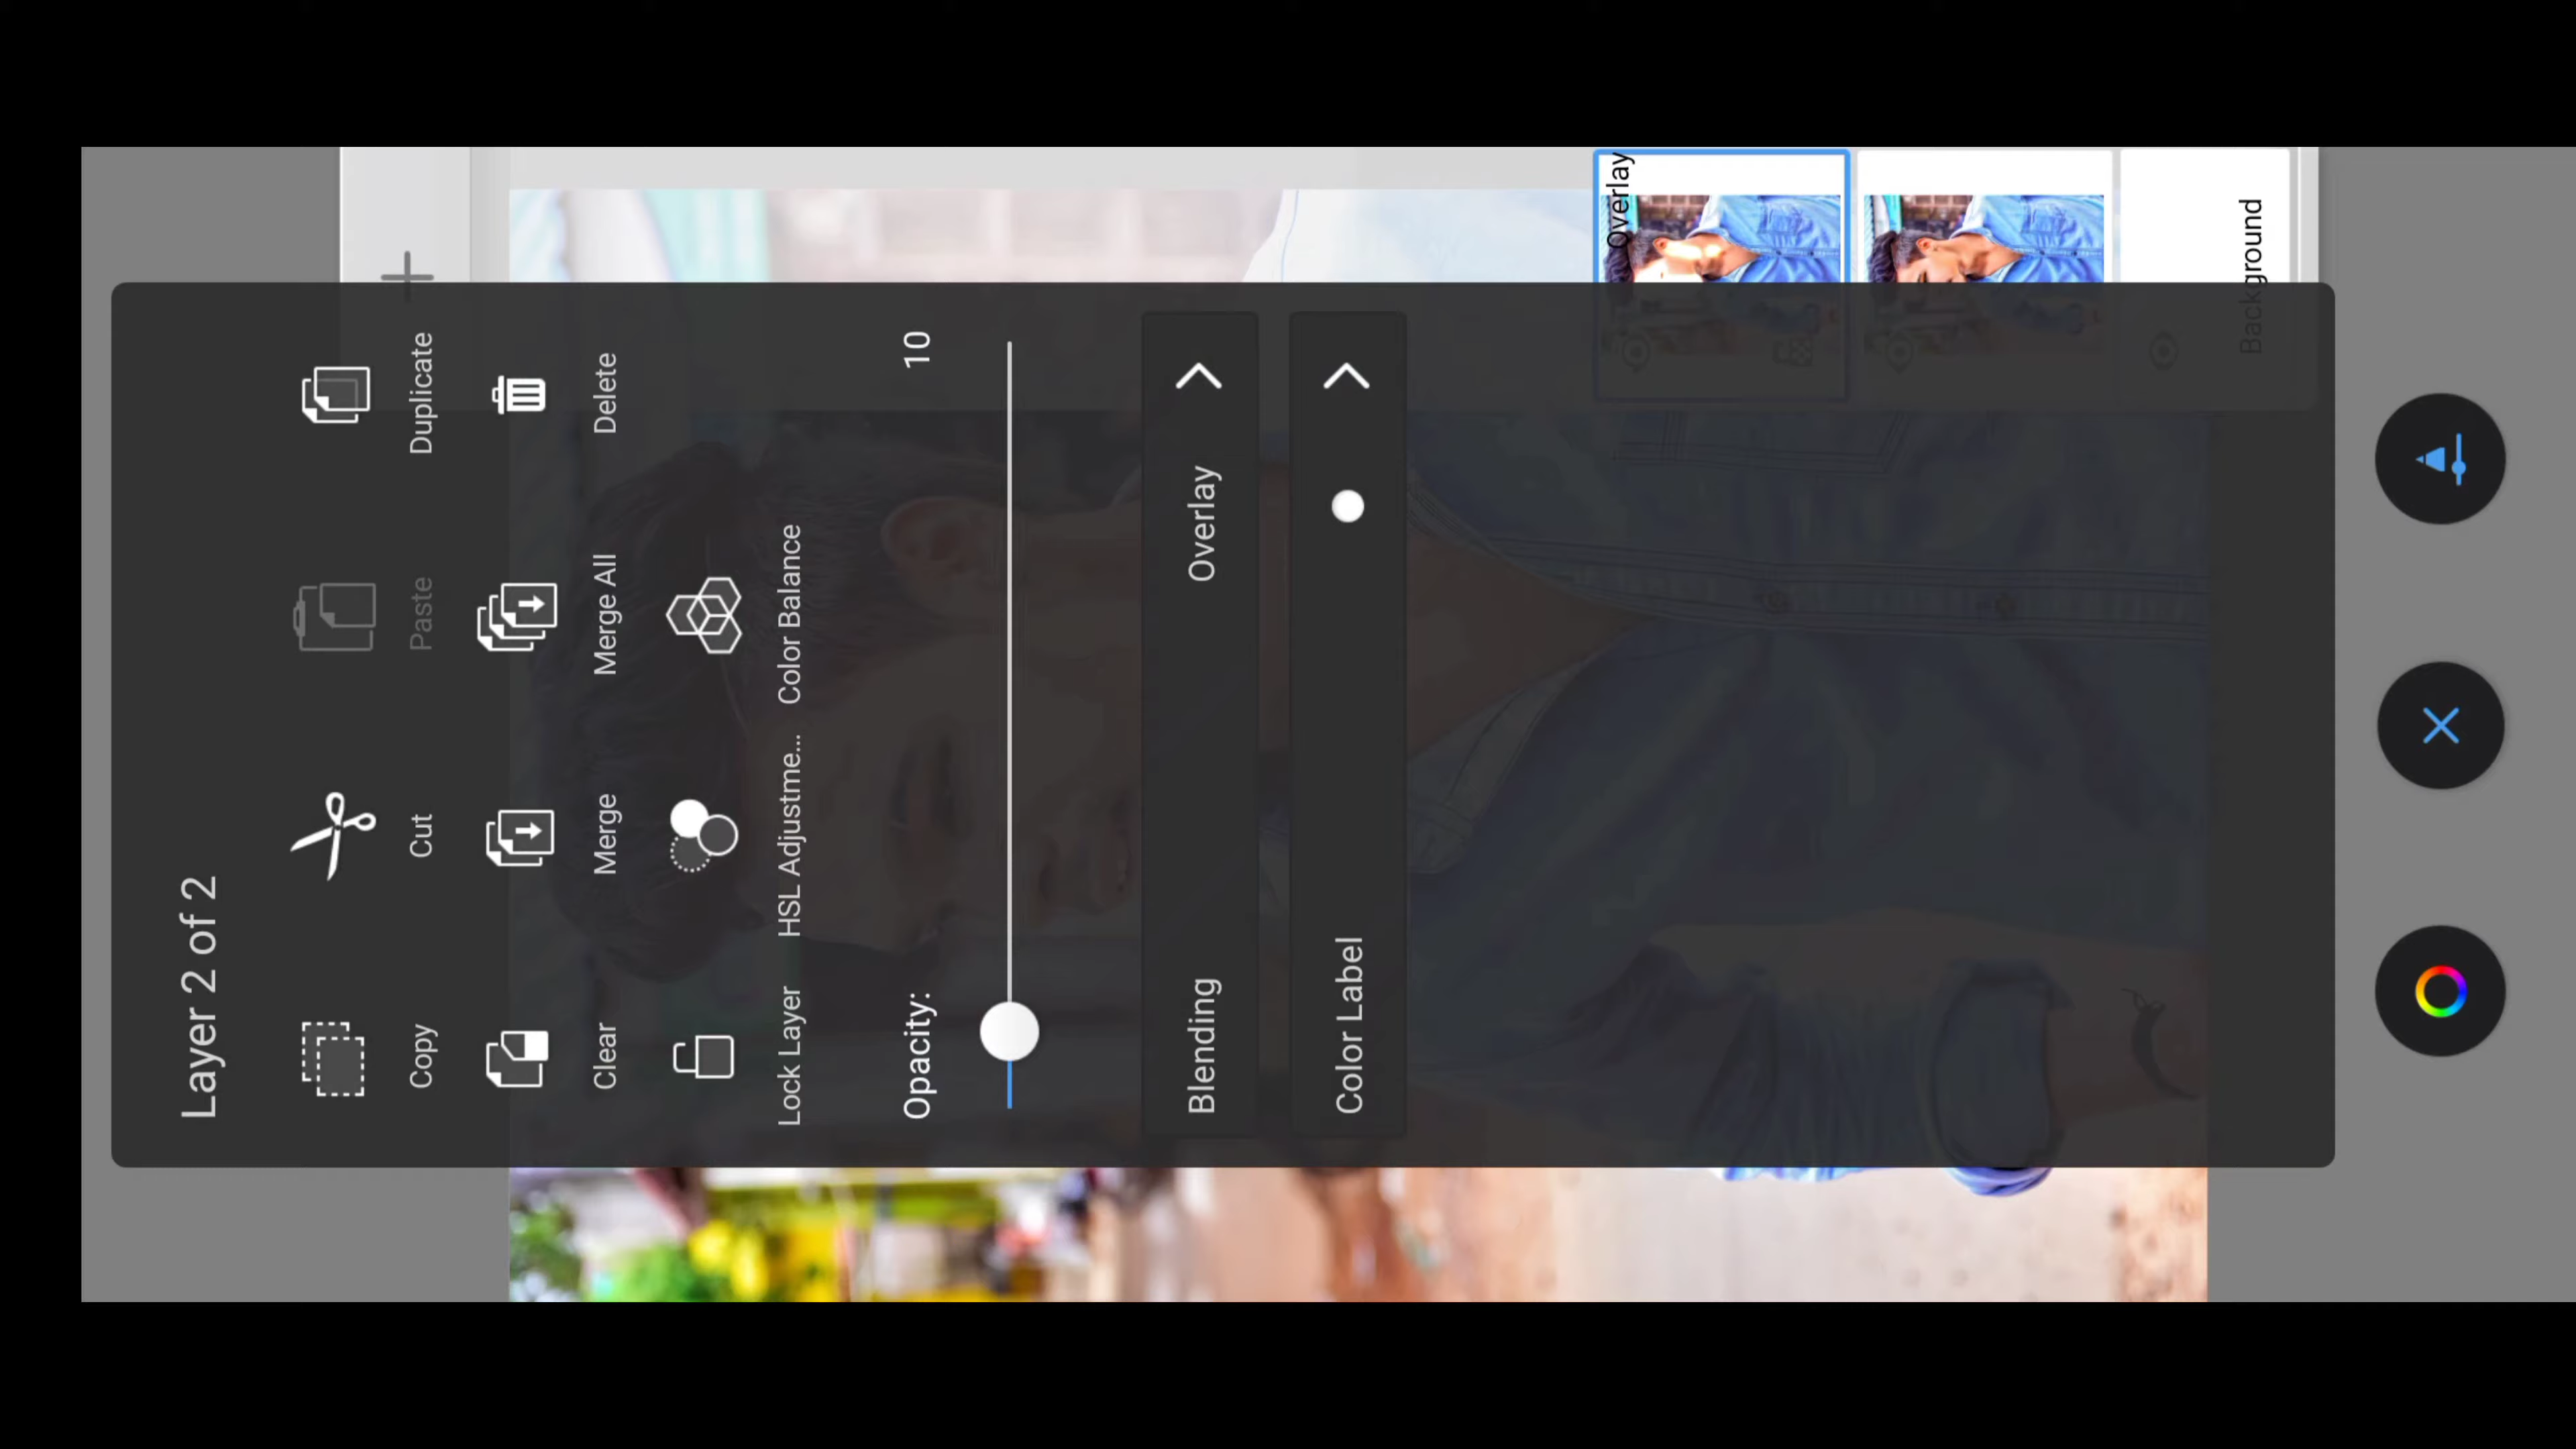 Layer 2 of 2
Copy Cut Paste Duplicate
Clear Merge Merge All Delete
Lock Layer HSL Adjustme... Color Balance
Opacity: 10
Blending Overlay
Color Label
Overlay
Background